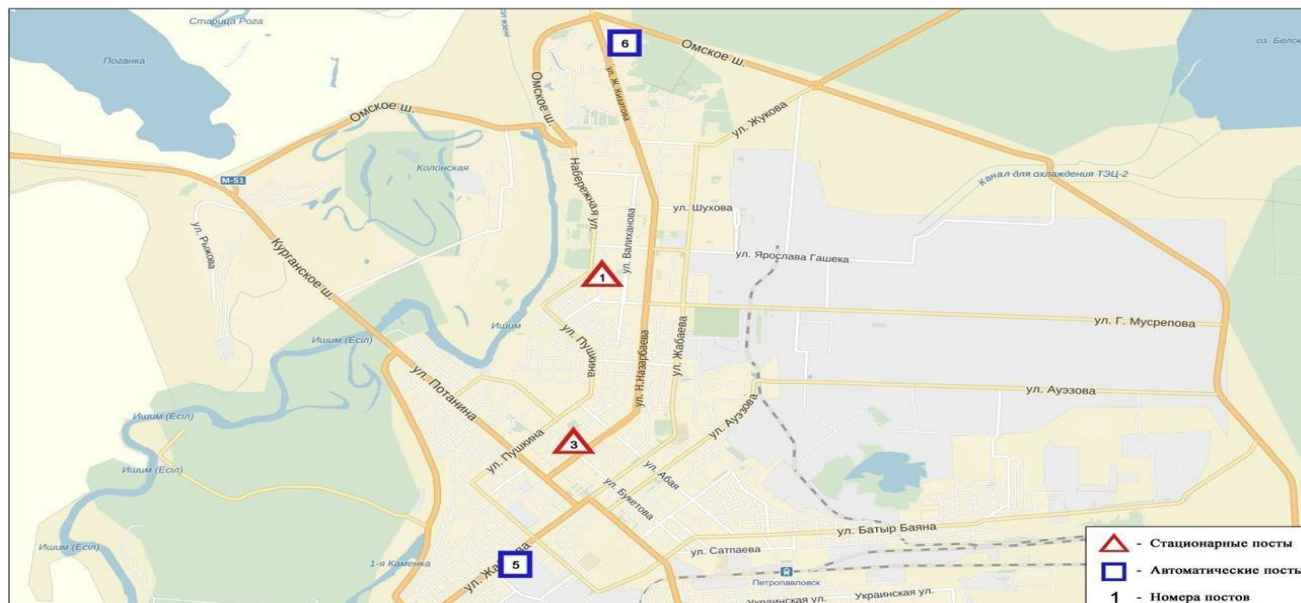 Старица Рога
Поганка
6
Омское ш.
оз. Белое
ул. Ж. Кизатова
Омское ш.
Омское ш.
ул. Жукова
Колонская
М-51
Канал для охлаждения ТЭЦ-2
Набережная ул.
ул. Рыжова
ул. Шухова
ул. Валиханова
Курганское ш.
ул. Ярослава Гашека
1
Ишим
ул. Г. Мусрепова
Ишим (Есіл)
ул. Пушкина
ул. Н.Назарбаева
ул. Жабаева
ул. Потанина
ул. Ауэзова
ул. Ауэзова
Ишим (Есіл)
3
ул. Пушкина
Ишим (Есіл)
ул. Абая
ул. Букетова
ул. Батыр Баяна
Ишим (Есіл)
ул. Сатпаева
1-я Каменка
5
Петропавловск
Украинская ул.
Украинская ул.
- Стационарные посты
- Автоматические посты
1 - Номера постов